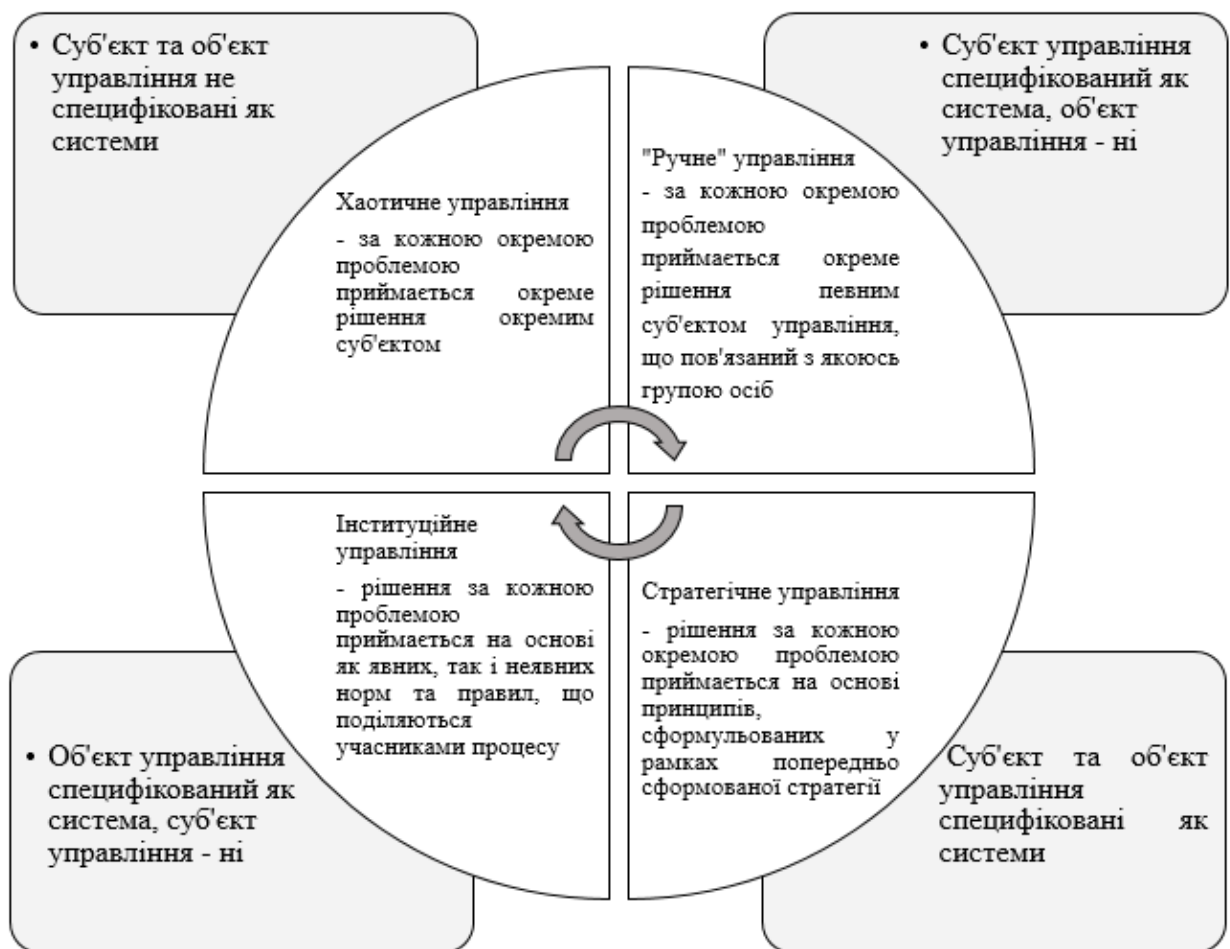 • Суб'єкт та об'єкт
управління не
специфіковані як
системи
• Суб'єкт управління
специфікований як
система, об'єкт
управління - ні
Хаотичне управління
- за кожною окремою
проблемою
приймається окреме
рішення окремим
суб'єктом
"Ручне" управління
- за кожною окремою
проблемою
приймається окреме
рішення певним
суб'єктом управління,
що пов'язаний з якоюсь
групою осіб
Інституційне
управління
- рішення за кожною
проблемою
приймається на основі
як явних, так і неявних
норм та правил, що
поділяються
учасниками процесу
Стратегічне управління
- рішення за кожною
окремою проблемою
приймається на основі
принципів,
сформульованих у
рамках попередньо
сформованої стратегії
• Об'єкт управління
специфікований як
система, суб'єкт
управління - ні
Суб'єкт та об'єкт
управління
специфіковані як
системи